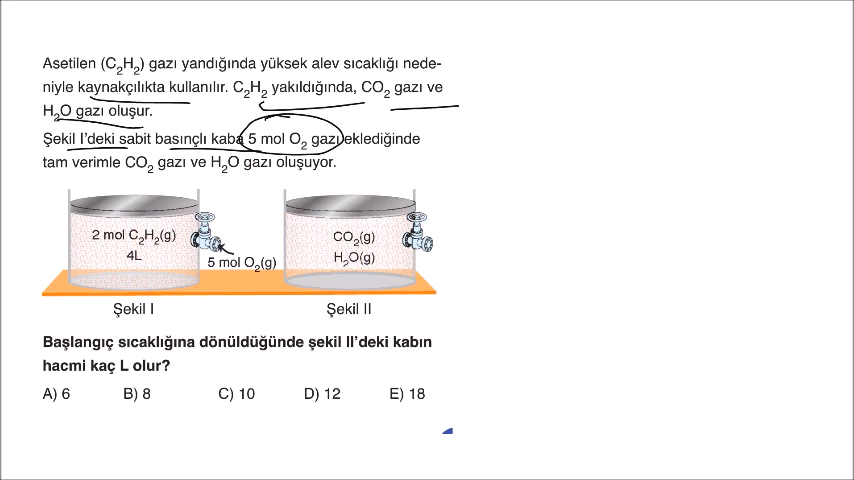 Asetilen (C₂H₂) gazı yandığında yüksek alev sıcaklığı nede-
niyle kaynakçılıkta kullanılır. C₂H₂ yakıldığında, CO₂ gazı ve
H₂O gazı oluşur.
Şekil I'deki sabit basınçlı kaba 5 mol O₂ gazı eklediğinde
tam verimle CO₂ gazı ve H₂O gazı oluşuyor.
2 mol C₂H₂(g)
4L
5 mol O₂(g)
CO₂(g)
H₂O(g)
Şekil I
Şekil II
Başlangıç sıcaklığına dönüldüğünde şekil II'deki kabın
hacmi kaç L olur?
A) 6 B) 8 C) 10 D) 12 E) 18